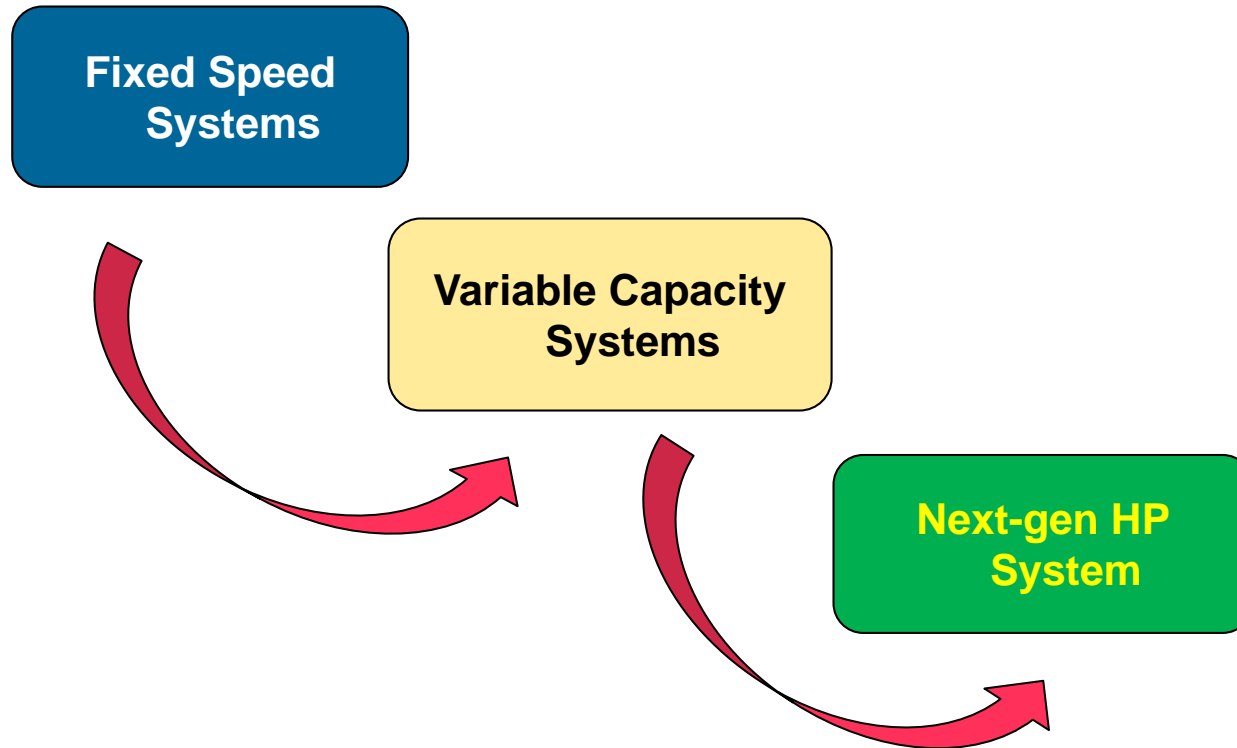 Fixed Speed
Systems
Variable Capacity
Systems
Next-gen HP
System